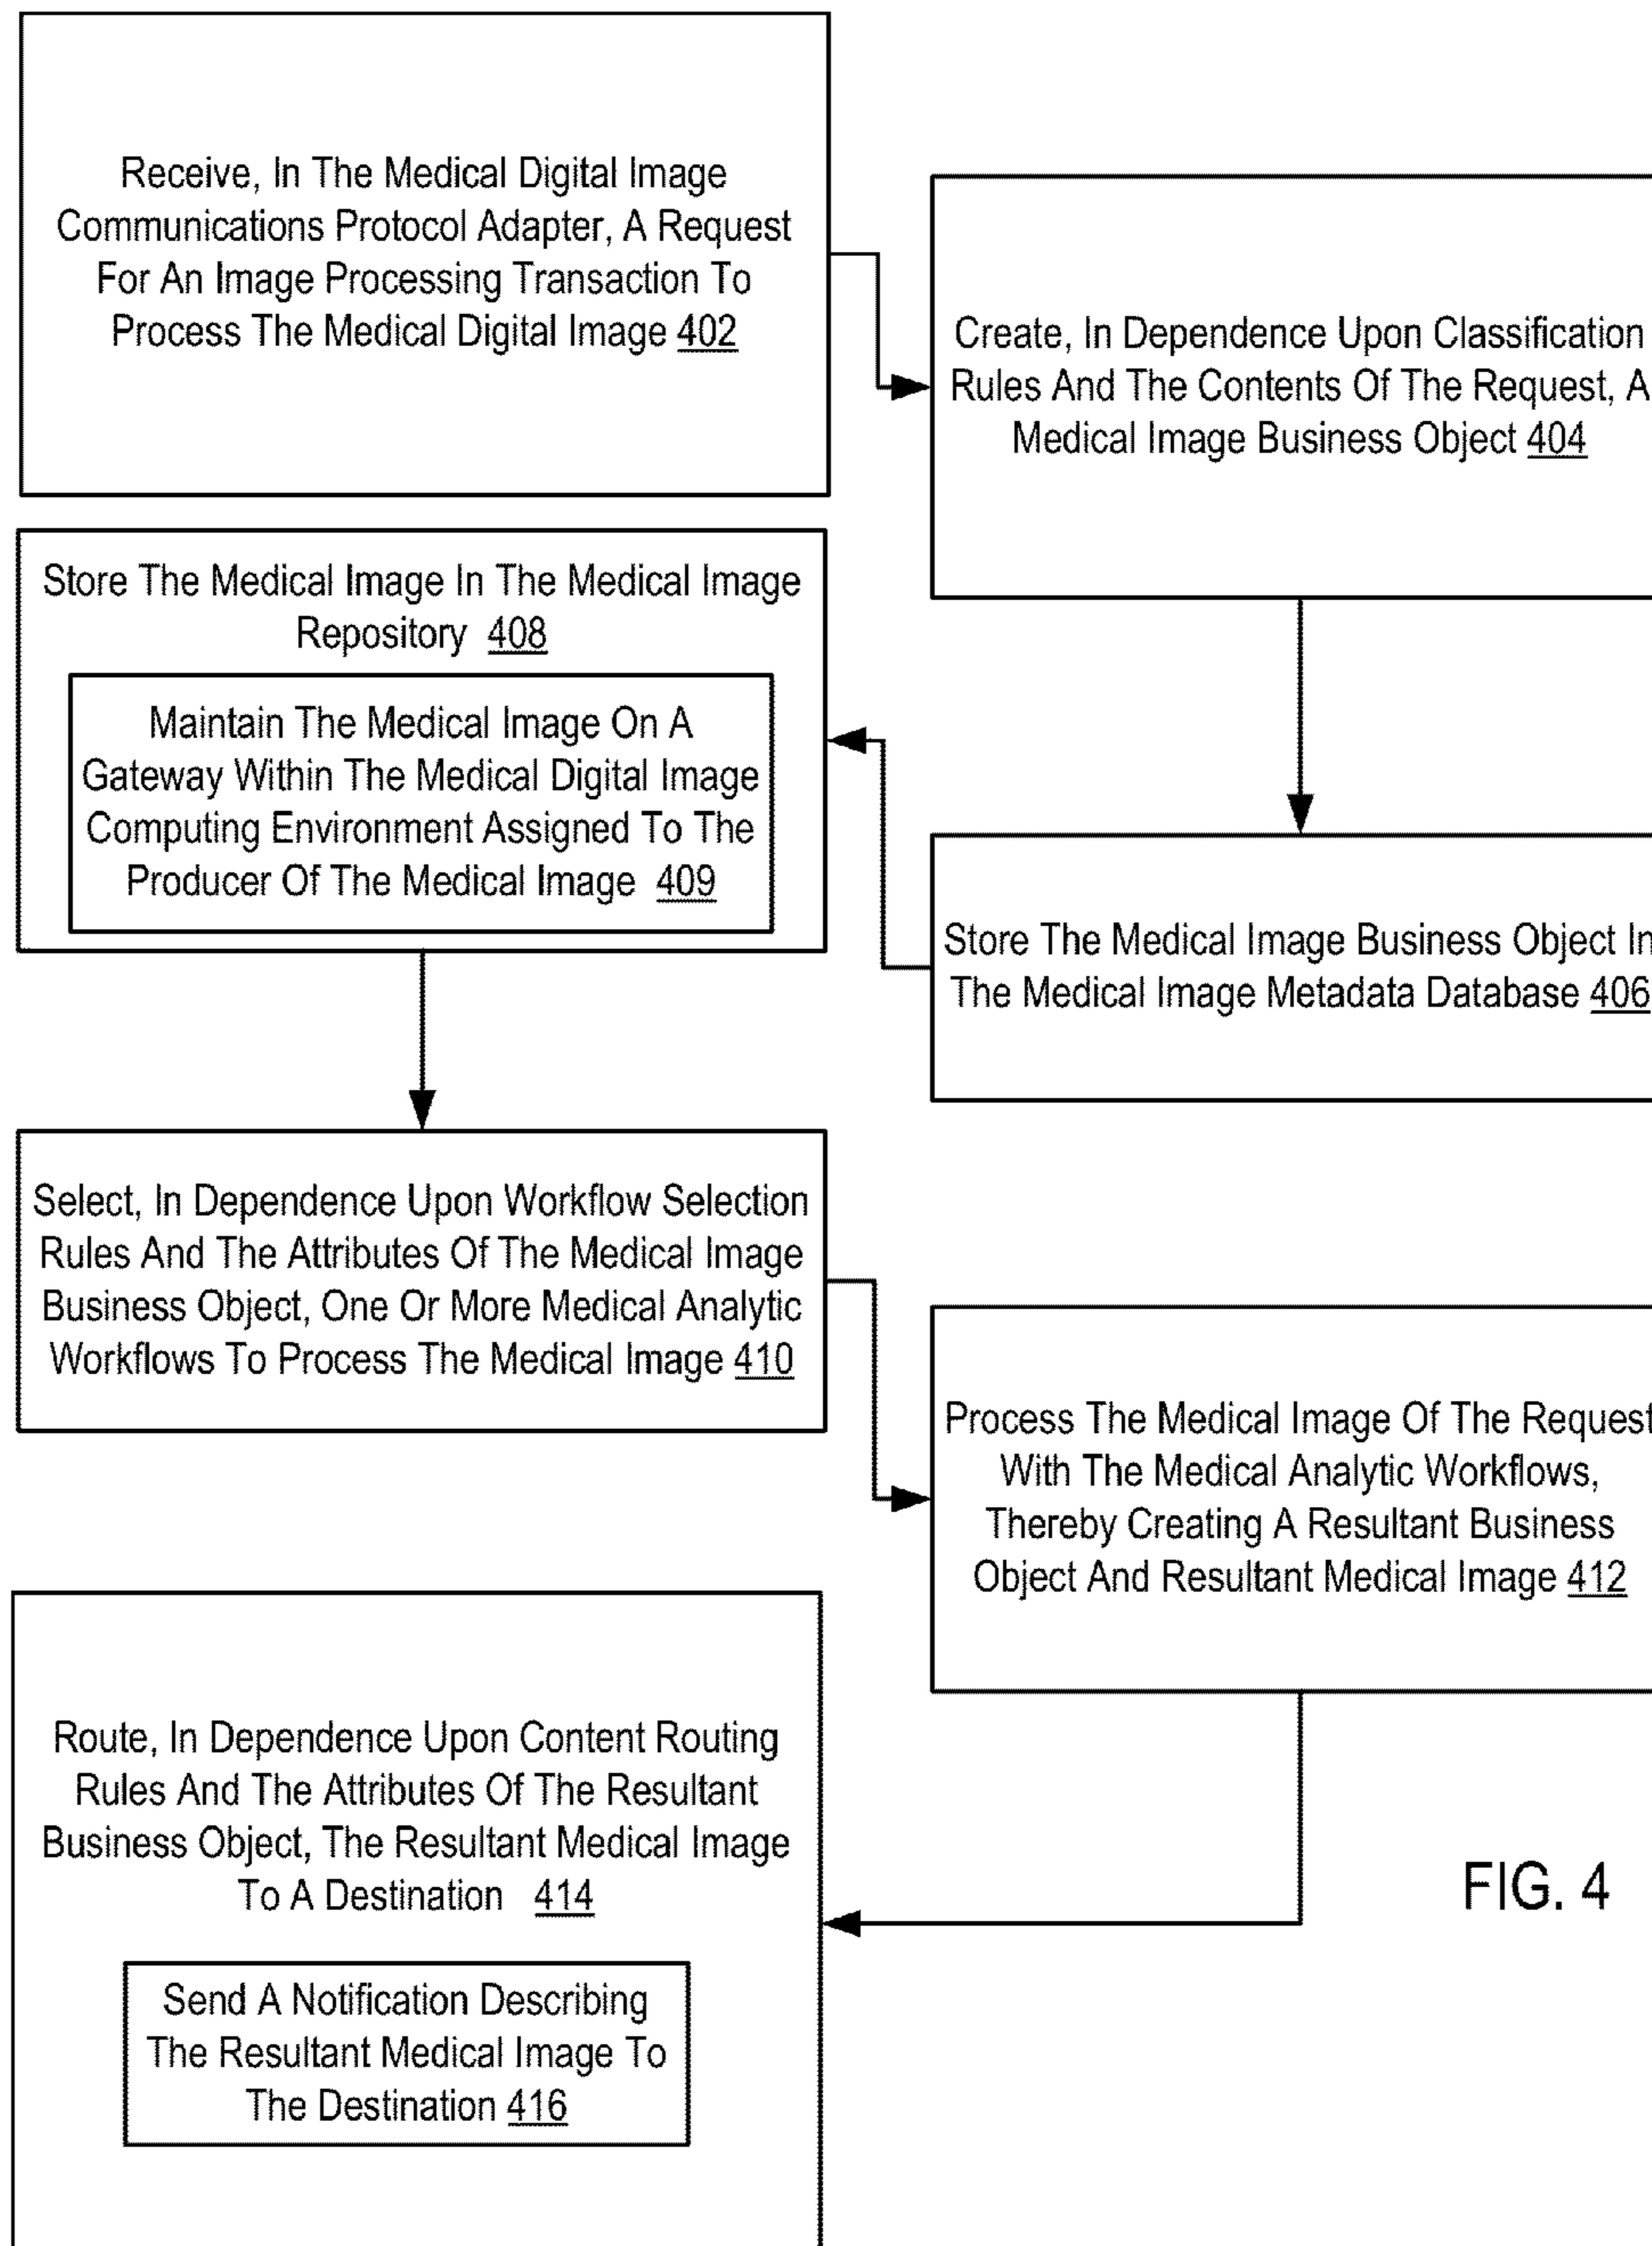 Receive, In The Medical Digital Image
Communications Protocol Adapter, A Request
For An Image Processing Transaction To
Process The Medical Digital Image 402
Create, In Dependence Upon Classification
Rules And The Contents Of The Request, A
Medical Image Business Object 404
Store The Medical Image Business Object In
The Medical Image Metadata Database 406
Store The Medical Image In The Medical Image
Repository 408
Maintain The Medical Image On A
Gateway Within The Medical Digital Image
Computing Environment Assigned To The
Producer Of The Medical Image 409
Select, In Dependence Upon Workflow Selection
Rules And The Attributes Of The Medical Image
Business Object, One Or More Medical Analytic
Workflows To Process The Medical Image 410
Process The Medical Image Of The Request
With The Medical Analytic Workflows,
Thereby Creating A Resultant Business
Object And Resultant Medical Image 412
Route, In Dependence Upon Content Routing
Rules And The Attributes Of The Resultant
Business Object, The Resultant Medical Image
To A Destination 414
Send A Notification Describing
The Resultant Medical Image To
The Destination 416
FIG. 4